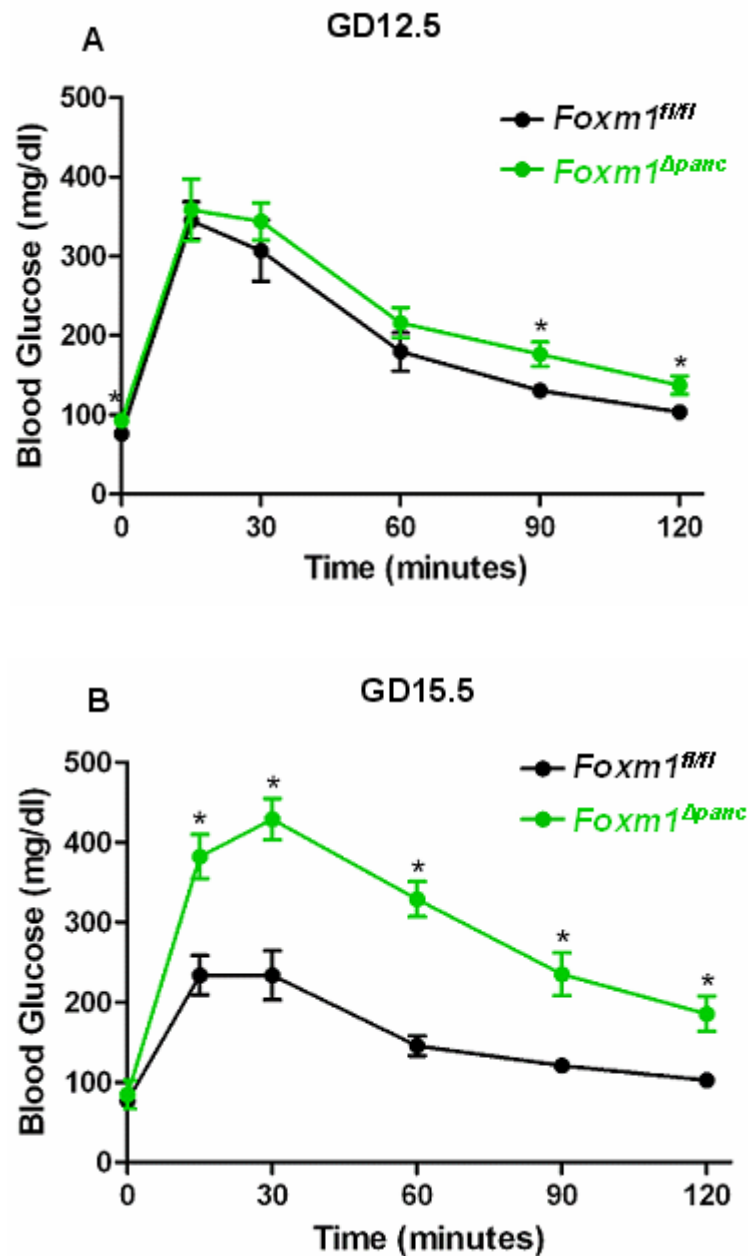 A
GD12.5
Blood Glucose (mg/dl)
500
400
300
200
100
0
Foxm1fl/fl
Foxm1Δpanc
*
*
*
0 30 60 90 120
Time (minutes)
B
GD15.5
Blood Glucose (mg/dl)
500
400
300
200
100
0
Foxm1fl/fl
Foxm1Δpanc
*
*
*
*
*
0 30 60 90 120
Time (minutes)